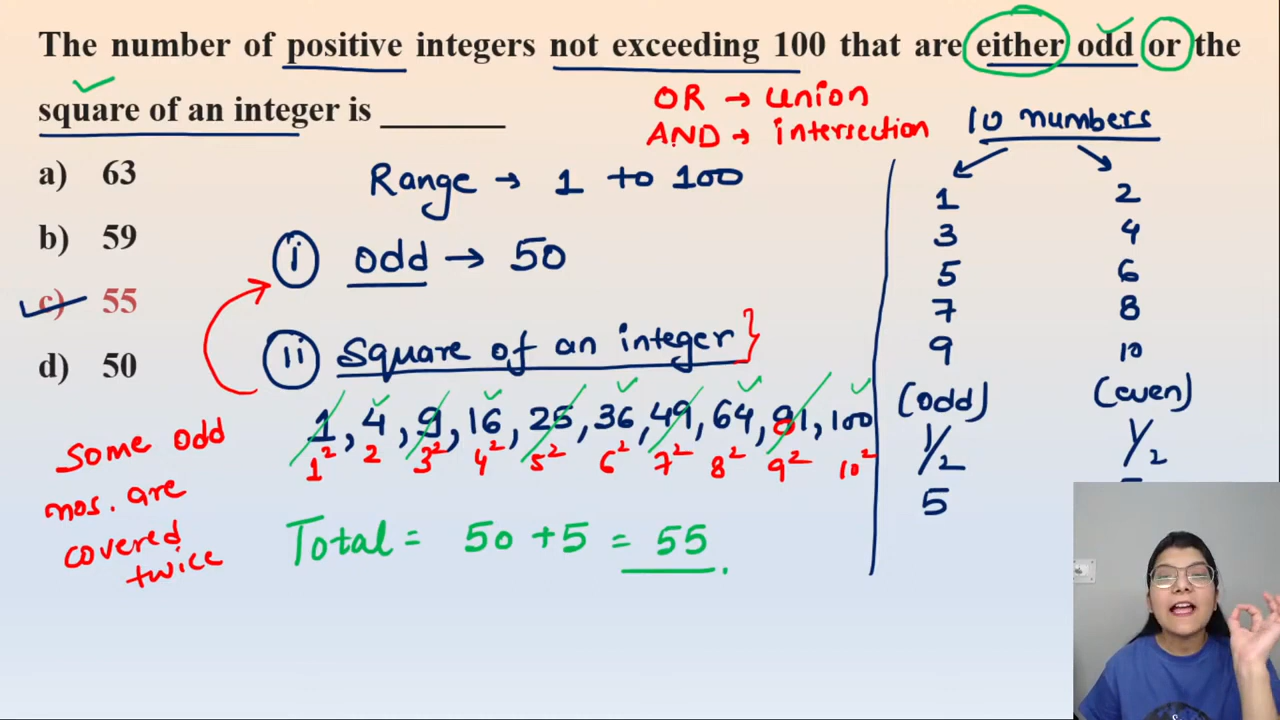 The number of positive integers not exceeding 100 that are either odd or the
square of an integer is ________
OR → Union
AND → intersection
a) 63
b) 59
c) 55
d) 50
Range → 1 to 100
i odd → 50
ii Square of an integer }
1, 4, 9, 16, 25, 36, 49, 64, 81, 100
1² 2² 3² 4² 5² 6² 7² 8² 9² 10²
Some odd
nos. are
covered
twice
Total = 50 + 5 = 55.
10 numbers
1 2
3 4
5 6
7 8
9 10
(odd) (even)
1/2 1/2
5